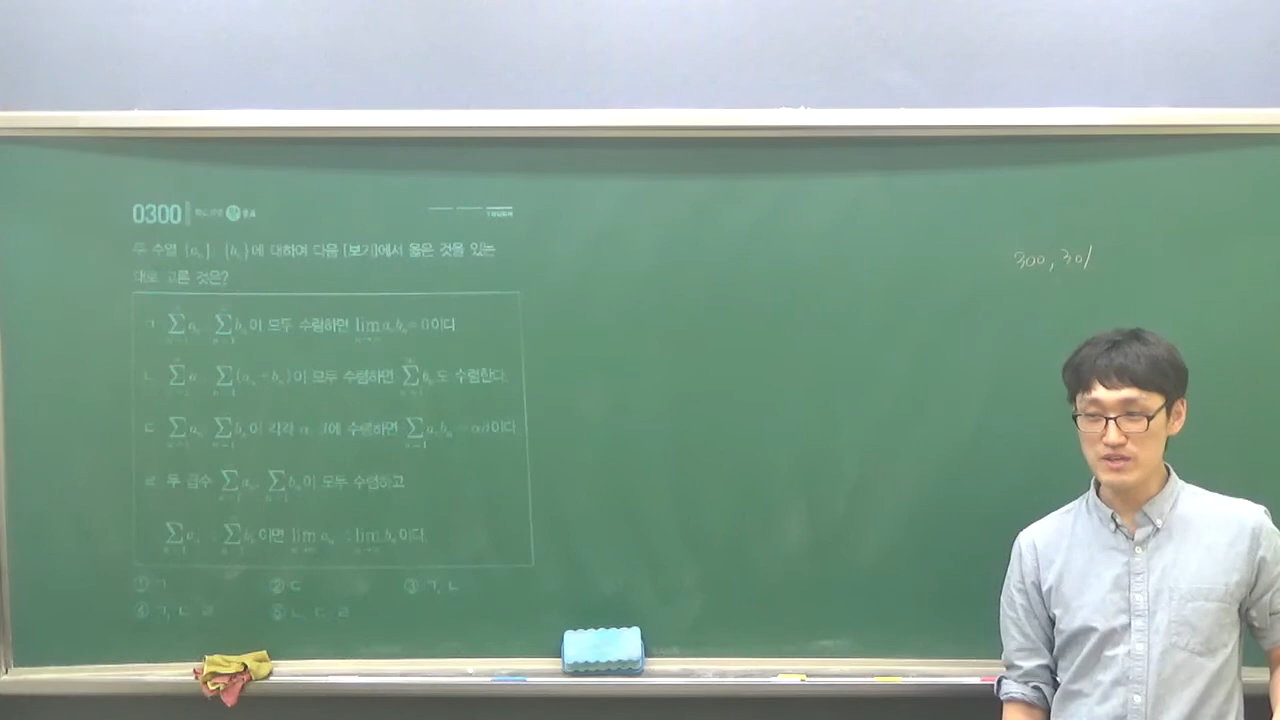 0300
300, 301
두 수열 {aₙ}, {bₙ}에 대하여 다음 [보기]에서 옳은 것을 있는
대로 고른 것은?
ㄱ. ∑aₙ, ∑bₙ이 모두 수렴하면 lim aₙbₙ=0이다
ㄴ. ∑aₙ, ∑(aₙ-bₙ)이 모두 수렴하면 ∑bₙ도 수렴한다.
ㄷ. ∑aₙ, ∑bₙ이 각각 α, β에 수렴하면 ∑aₙbₙ=αβ이다.
ㄹ. 두 급수 ∑aₙ, ∑bₙ이 모두 수렴하고
∑aₙ ∑bₙ이면 lim aₙ lim bₙ이다.
① ㄱ ② ㄷ ③ ㄱ, ㄴ
④ ㄱ, ㄷ, ㄹ ⑤ ㄴ, ㄷ, ㄹ